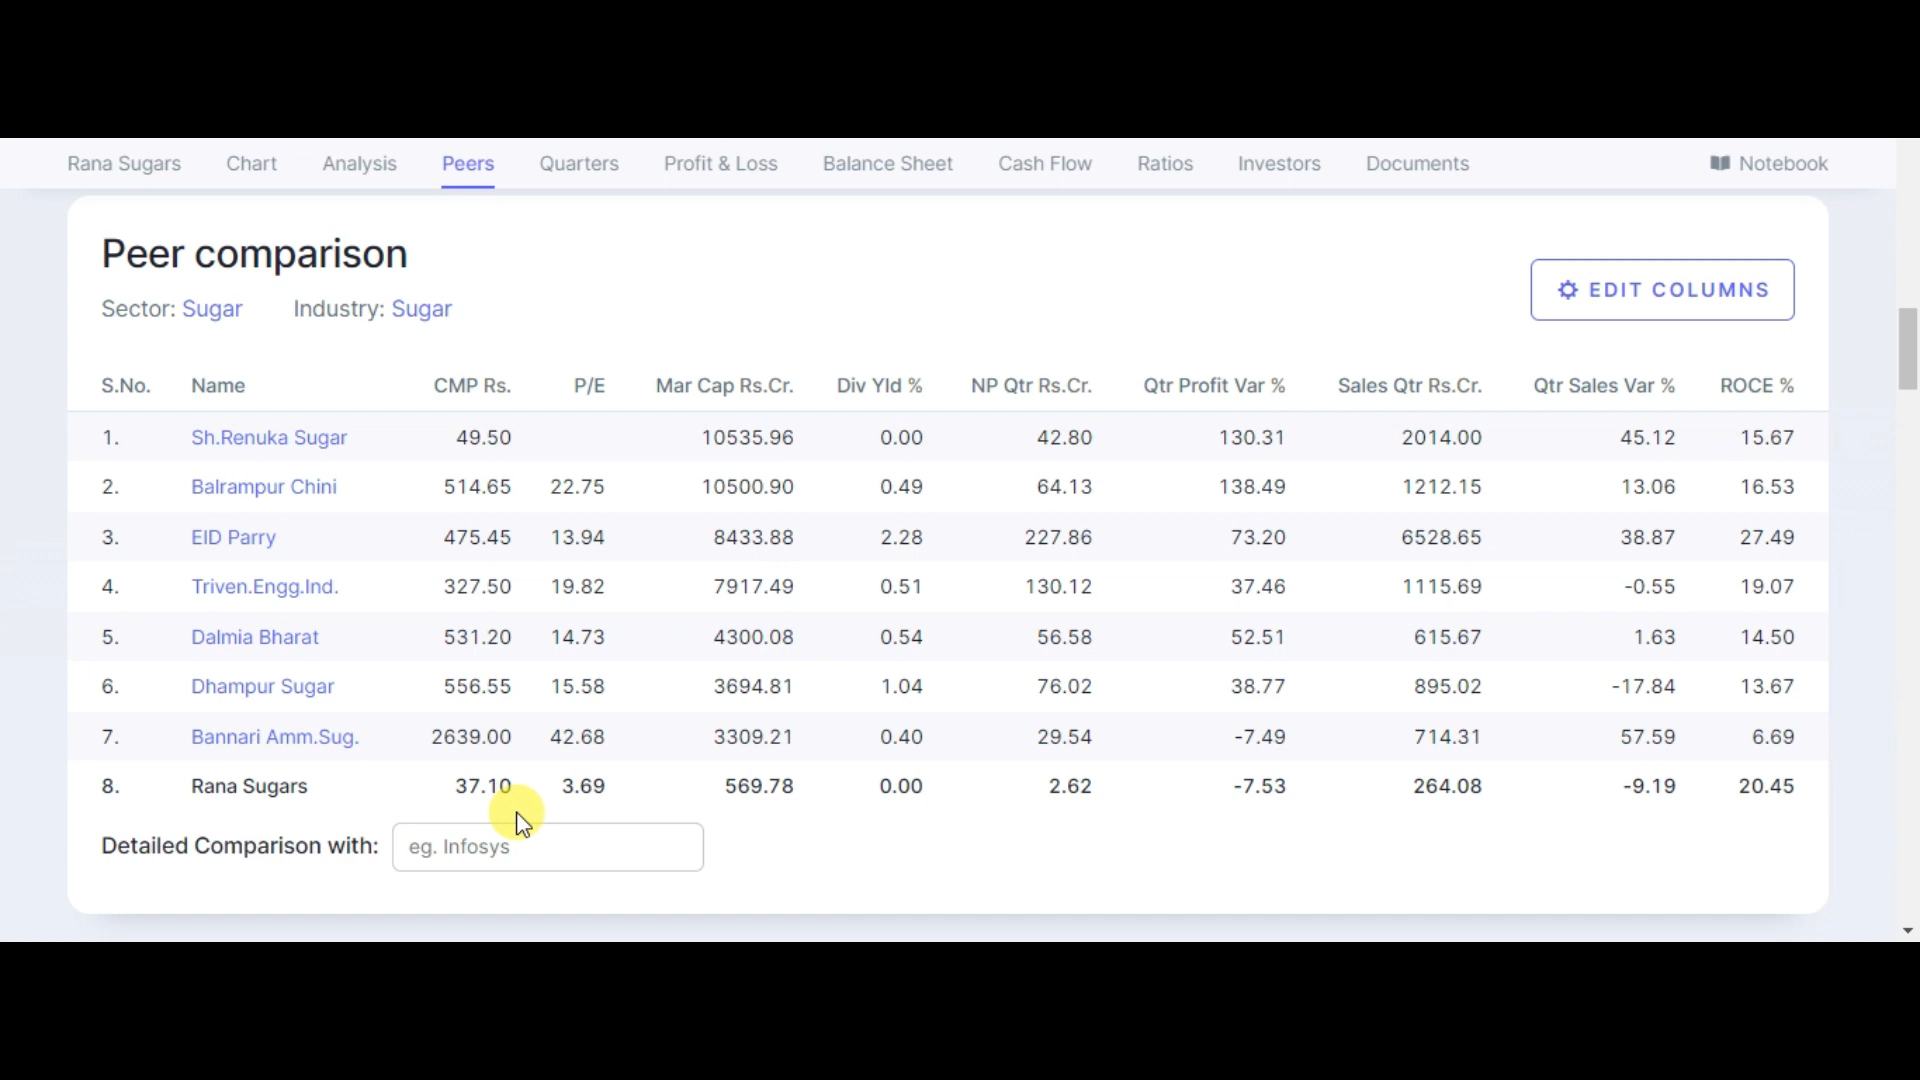 Rana Sugars Chart Analysis Peers Quarters Profit & Loss Balance Sheet Cash Flow Ratios Investors Documents Notebook
Peer comparison
EDIT COLUMNS
Sector: Sugar Industry: Sugar
S.No. Name CMP Rs. P/E Mar Cap Rs.Cr. Div Yld % NP Qtr Rs.Cr. Qtr Profit Var % Sales Qtr Rs.Cr. Qtr Sales Var % ROCE %
1. Sh.Renuka Sugar 49.50 10535.96 0.00 42.80 130.31 2014.00 45.12 15.67
2. Balrampur Chini 514.65 22.75 10500.90 0.49 64.13 138.49 1212.15 13.06 16.53
3. EID Parry 475.45 13.94 8433.88 2.28 227.86 73.20 6528.65 38.87 27.49
4. Triven.Engg.Ind. 327.50 19.82 7917.49 0.51 130.12 37.46 1115.69 -0.55 19.07
5. Dalmia Bharat 531.20 14.73 4300.08 0.54 56.58 52.51 615.67 1.63 14.50
6. Dhampur Sugar 556.55 15.58 3694.81 1.04 76.02 38.77 895.02 -17.84 13.67
7. Bannari Amm.Sug. 2639.00 42.68 3309.21 0.40 29.54 -7.49 714.31 57.59 6.69
8. Rana Sugars 37.10 3.69 569.78 0.00 2.62 -7.53 264.08 -9.19 20.45
Detailed Comparison with: eg. Infosys